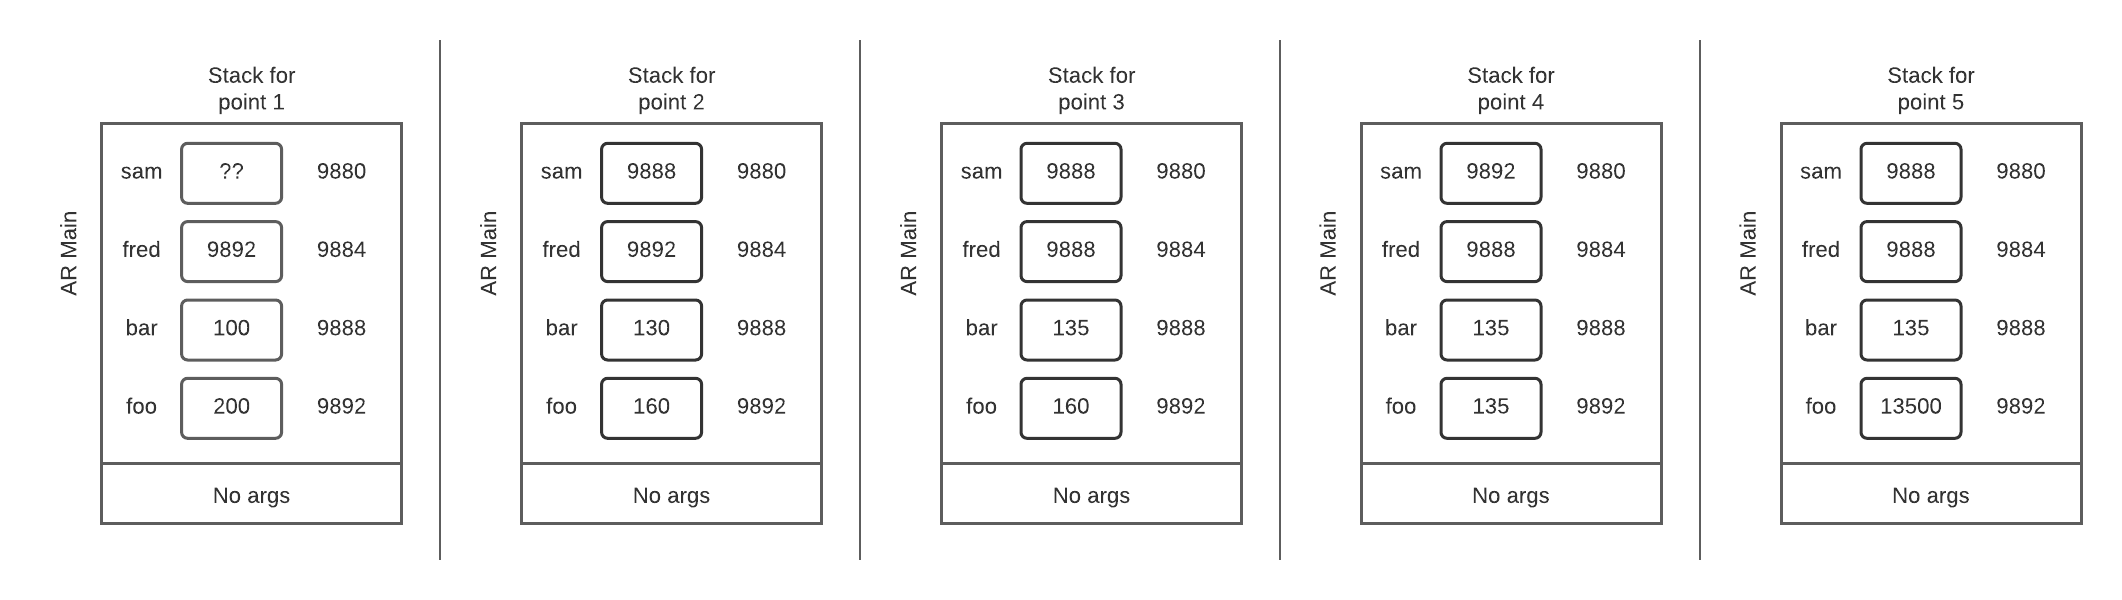 Stack for
point 1
AR Main
sam ?? 9880
fred 9892 9884
bar 100 9888
foo 200 9892
No args
Stack for
point 2
AR Main
sam 9888 9880
fred 9892 9884
bar 130 9888
foo 160 9892
No args
Stack for
point 3
AR Main
sam 9888 9880
fred 9888 9884
bar 135 9888
foo 160 9892
No args
Stack for
point 4
AR Main
sam 9892 9880
fred 9888 9884
bar 135 9888
foo 135 9892
No args
Stack for
point 5
AR Main
sam 9888 9880
fred 9888 9884
bar 135 9888
foo 13500 9892
No args